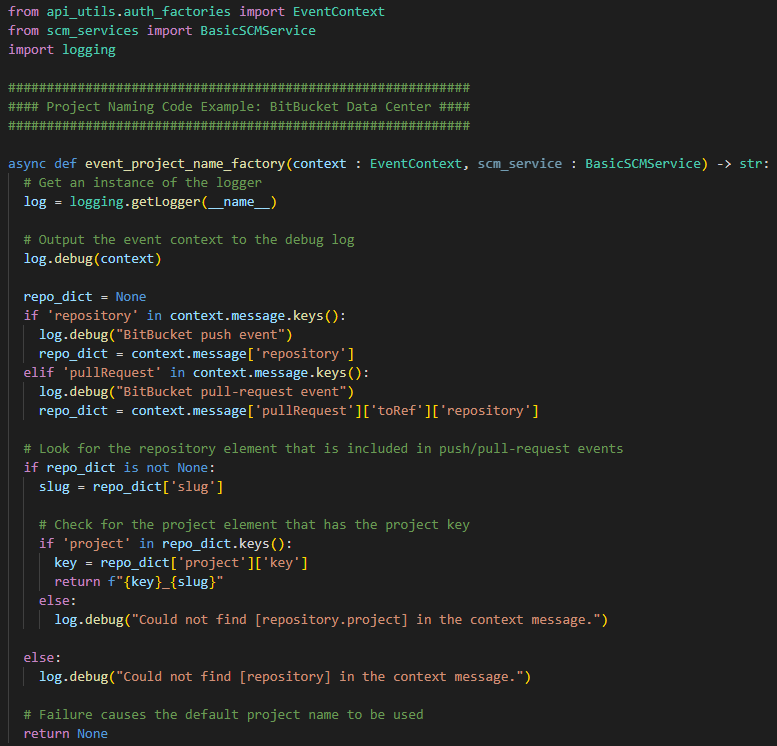 from api_utils.auth_factories import EventContext
from scm_services import BasicSCMService
import logging

############################################################
#### Project Naming Code Example: BitBucket Data Center ####
############################################################

async def event_project_name_factory(context : EventContext, scm_service : BasicSCMService) -> str:
  # Get an instance of the logger
  log = logging.getLogger(__name__)

  # Output the event context to the debug log
  log.debug(context)

  repo_dict = None
  if 'repository' in context.message.keys():
    log.debug("BitBucket push event")
    repo_dict = context.message['repository']
  elif 'pullRequest' in context.message.keys():
    log.debug("BitBucket pull-request event")
    repo_dict = context.message['pullRequest']['toRef']['repository']

  # Look for the repository element that is included in push/pull-request events
  if repo_dict is not None:
    slug = repo_dict['slug']

    # Check for the project element that has the project key
    if 'project' in repo_dict.keys():
      key = repo_dict['project']['key']
      return f"{key}_{slug}"
    else:
      log.debug("Could not find [repository.project] in the context message.")

  else:
    log.debug("Could not find [repository] in the context message.")

  # Failure causes the default project name to be used
  return None